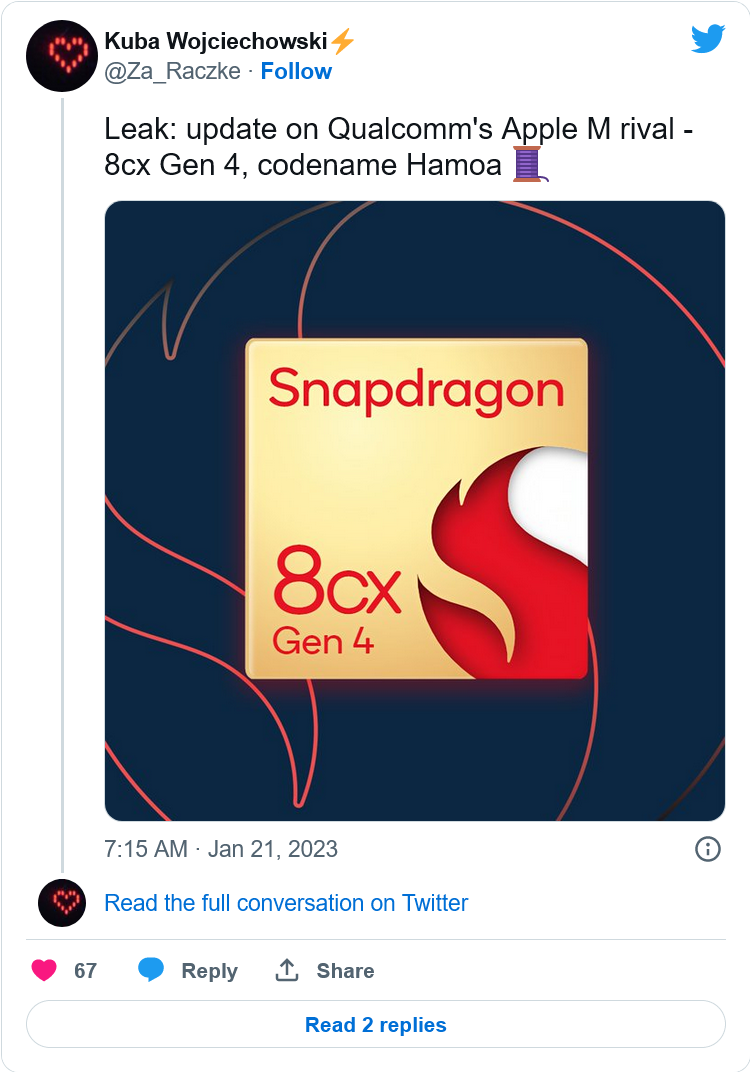 Kuba Wojciechowski⚡
@Za_Raczke · Follow
Leak: update on Qualcomm's Apple M rival -
8cx Gen 4, codename Hamoa 🧵
Snapdragon
8cx
Gen 4
7:15 AM · Jan 21, 2023
Read the full conversation on Twitter
67 Reply Share
Read 2 replies